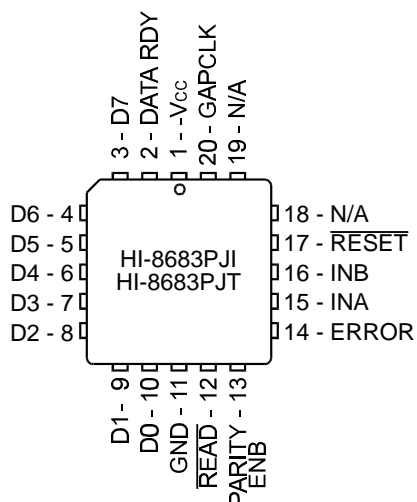 3 - D7
2 - DATA RDY
1 --Vcc
20 - GAPCLK
19 - N/A
D6 - 4
D5 - 5
D4 - 6
D3 - 7
D2 - 8
HI-8683PJI
HI-8683PJT
18 - N/A
17 - RESET
16 - INB
15 - INA
14 - ERROR
D1- 9
D0 - 10
GND - 11
READ - 12
PARITY - 13
ENB